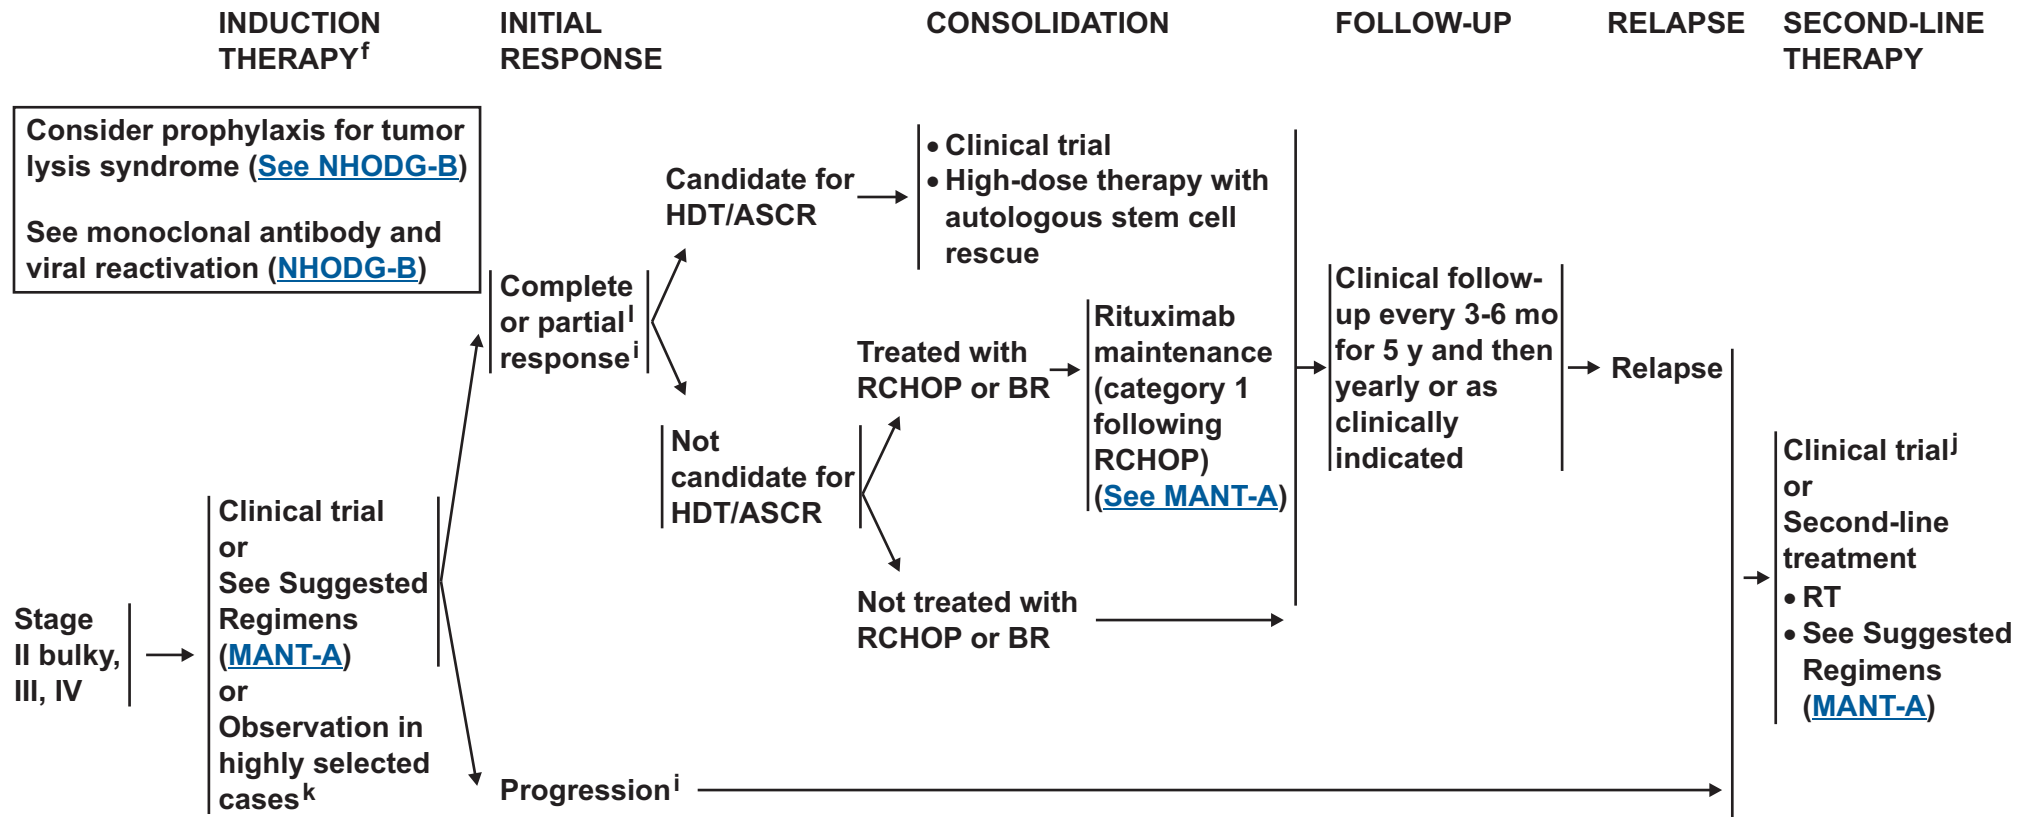 INDUCTION
THERAPYf
INITIAL
RESPONSE
CONSOLIDATION
FOLLOW-UP
RELAPSE
SECOND-LINE
THERAPY
Consider prophylaxis for tumor
lysis syndrome (See NHODG-B)
See monoclonal antibody and
viral reactivation (NHODG-B)
Stage
II bulky,
III, IV
Clinical trial
or
See Suggested
Regimens
(MANT-A)
or
Observation in
highly selected
casesk
Complete
or partiall
responsei
Progressioni
Candidate for
HDT/ASCR
Not
candidate for
HDT/ASCR
• Clinical trial
• High-dose therapy with
autologous stem cell
rescue
Treated with
RCHOP or BR
Rituximab
maintenance
(category 1
following
RCHOP)
(See MANT-A)
Not treated with
RCHOP or BR
Clinical follow-
up every 3-6 mo
for 5 y and then
yearly or as
clinically
indicated
Relapse
Clinical trialj
or
Second-line
treatment
• RT
• See Suggested
Regimens
(MANT-A)